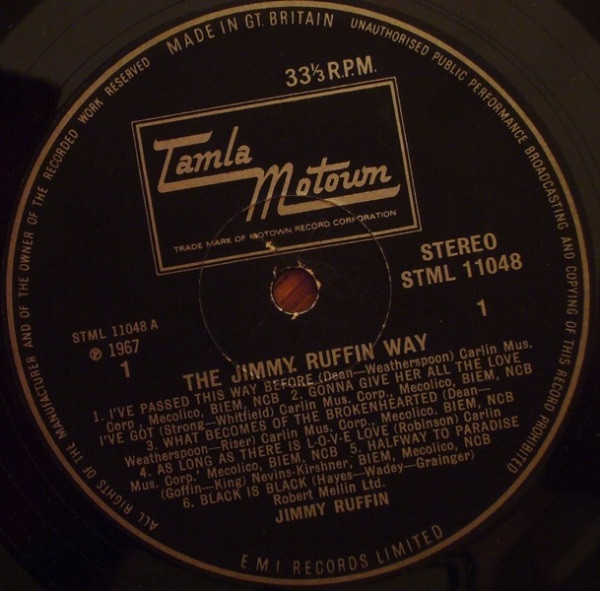 MADE IN GT. BRITAIN
UNAUTHORISED PUBLIC PERFORMANCE BROADCASTING AND COPYING OF THIS RECORD PROHIBITED
ALL RIGHTS OF THE MANUFACTURER AND OF THE OWNER OF THE RECORDED WORK RESERVED
33⅓ R.P.M.
Tamla
Motown
TRADE MARK OF MOTOWN RECORD CORPORATION
STEREO
STML 11048
1
STML 11048 A
℗ 1967
1
THE JIMMY RUFFIN WAY
1. I'VE PASSED THIS WAY BEFORE (Dean—Weatherspoon) Carlin Mus.
Corp, Mecolico, BIEM, NCB 2. GONNA GIVE HER ALL THE LOVE
I'VE GOT (Strong—Whitfield) Carlin Mus. Corp., Mecolico, BIEM, NCB
3. WHAT BECOMES OF THE BROKENHEARTED (Dean—
Weatherspoon—Riser) Carlin Mus. Corp., Mecolico. BIEM, NCB
4. AS LONG AS THERE IS L-O-V-E LOVE (Robinson) Carlin
Mus. Corp.' Mecolico, BIEM, NCB 5. HALFWAY TO PARADISE
(Goffin—King) Nevins-Kirshner, BIEM, Mecolico, NCB
6. BLACK IS BLACK (Hayes—Wadey—Grainger)
Robert Mellin Ltd.
JIMMY RUFFIN
E M I RECORDS LIMITED